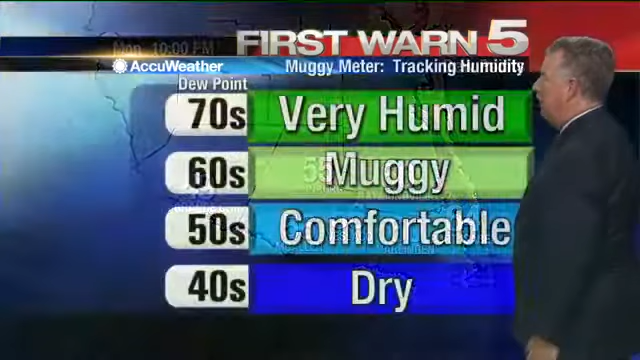 Mon, 10:00 PM
FIRST WARN 5
AccuWeather
Muggy Meter: Tracking Humidity
Dew Point
70s Very Humid
60s Muggy
50s Comfortable
40s Dry